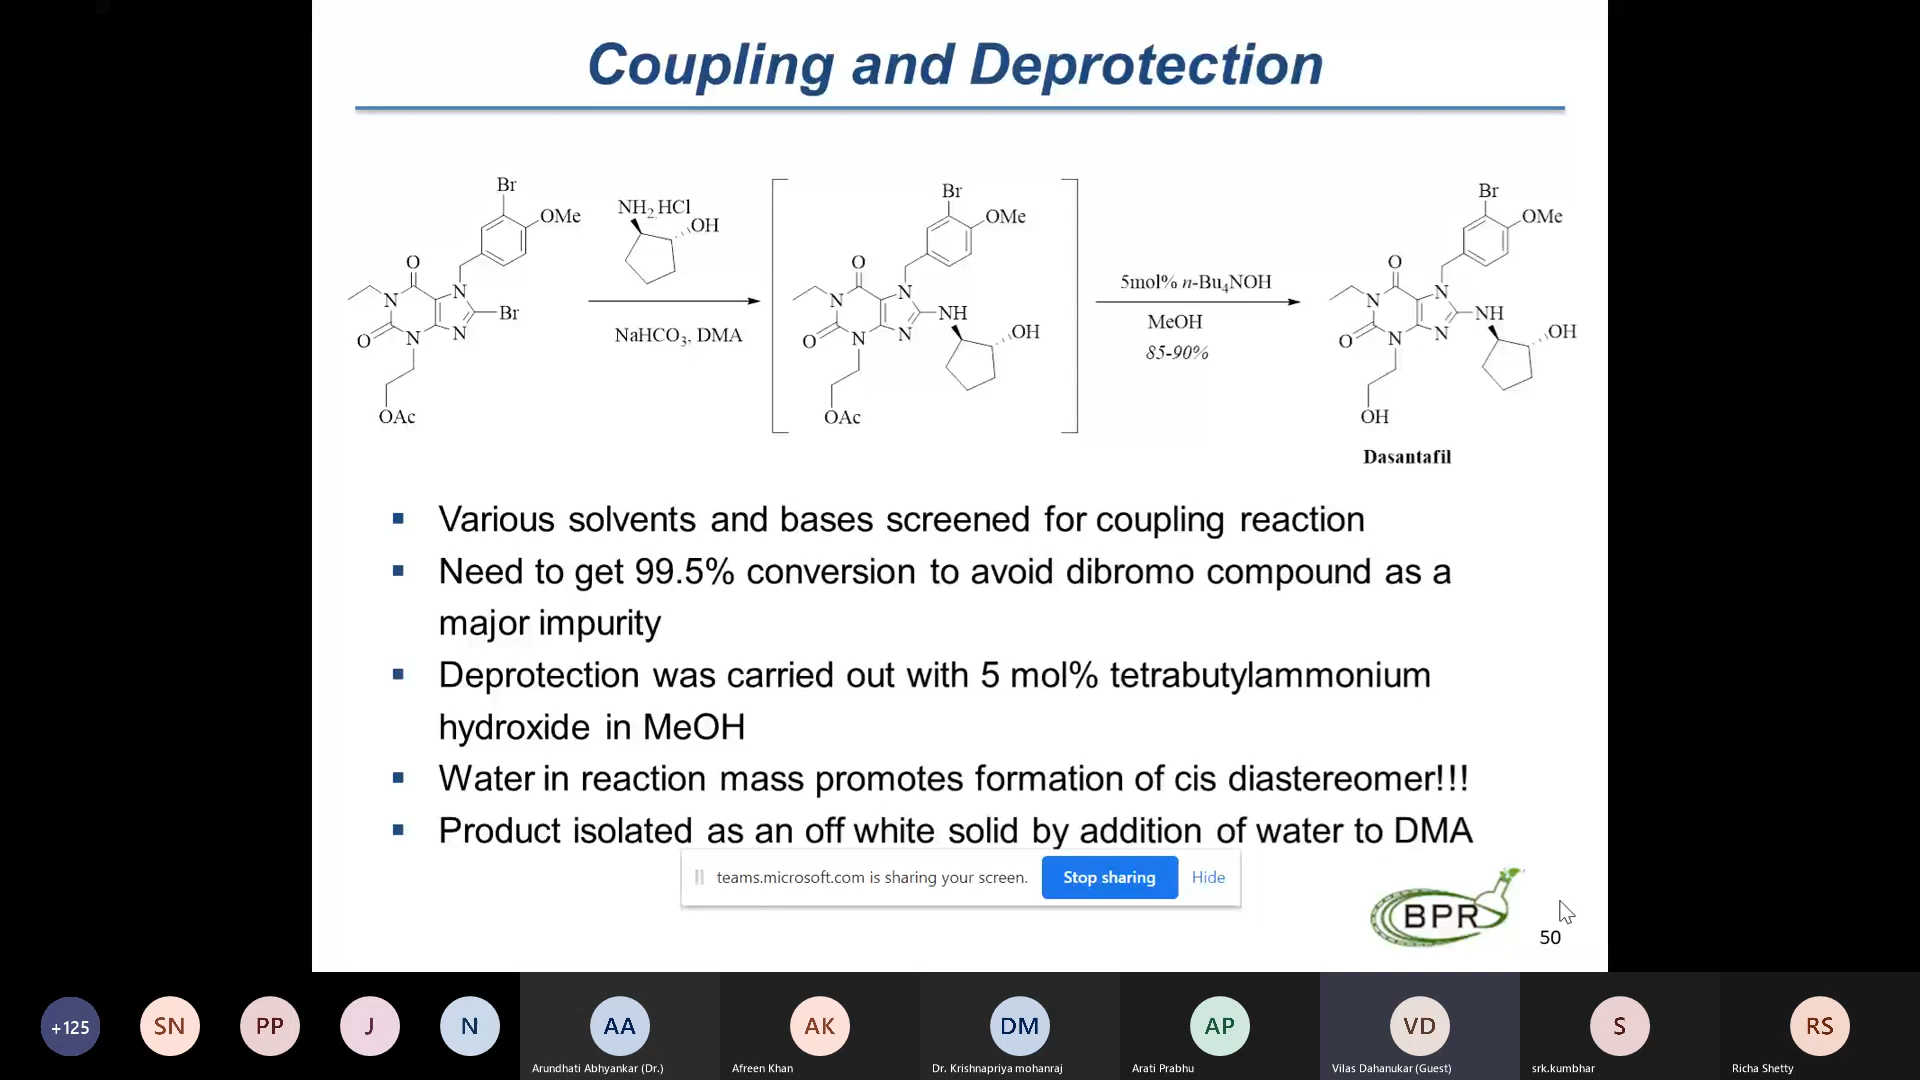 Coupling and Deprotection
Br
OMe
O
N
N
Br
O
N
N
OAc
NH2.HCl
OH
NaHCO3, DMA
Br
OMe
O
N
N
NH
OH
O
N
N
OAc
5mol% n-Bu4NOH
MeOH
85-90%
Br
OMe
O
N
N
NH
OH
O
N
N
OH
Dasantafil
▪ Various solvents and bases screened for coupling reaction
▪ Need to get 99.5% conversion to avoid dibromo compound as a
major impurity
▪ Deprotection was carried out with 5 mol% tetrabutylammonium
hydroxide in MeOH
▪ Water in reaction mass promotes formation of cis diastereomer!!!
▪ Product isolated as an off white solid by addition of water to DMA
teams.microsoft.com is sharing your screen.
Stop sharing
Hide
BPR
50
+125
SN
PP
J
N
AA
AK
DM
AP
VD
S
RS
Arundhati Abhyankar (Dr.)
Afreen Khan
Dr. Krishnapriya mohanraj
Arati Prabhu
Vilas Dahanukar (Guest)
srk.kumbhar
Richa Shetty